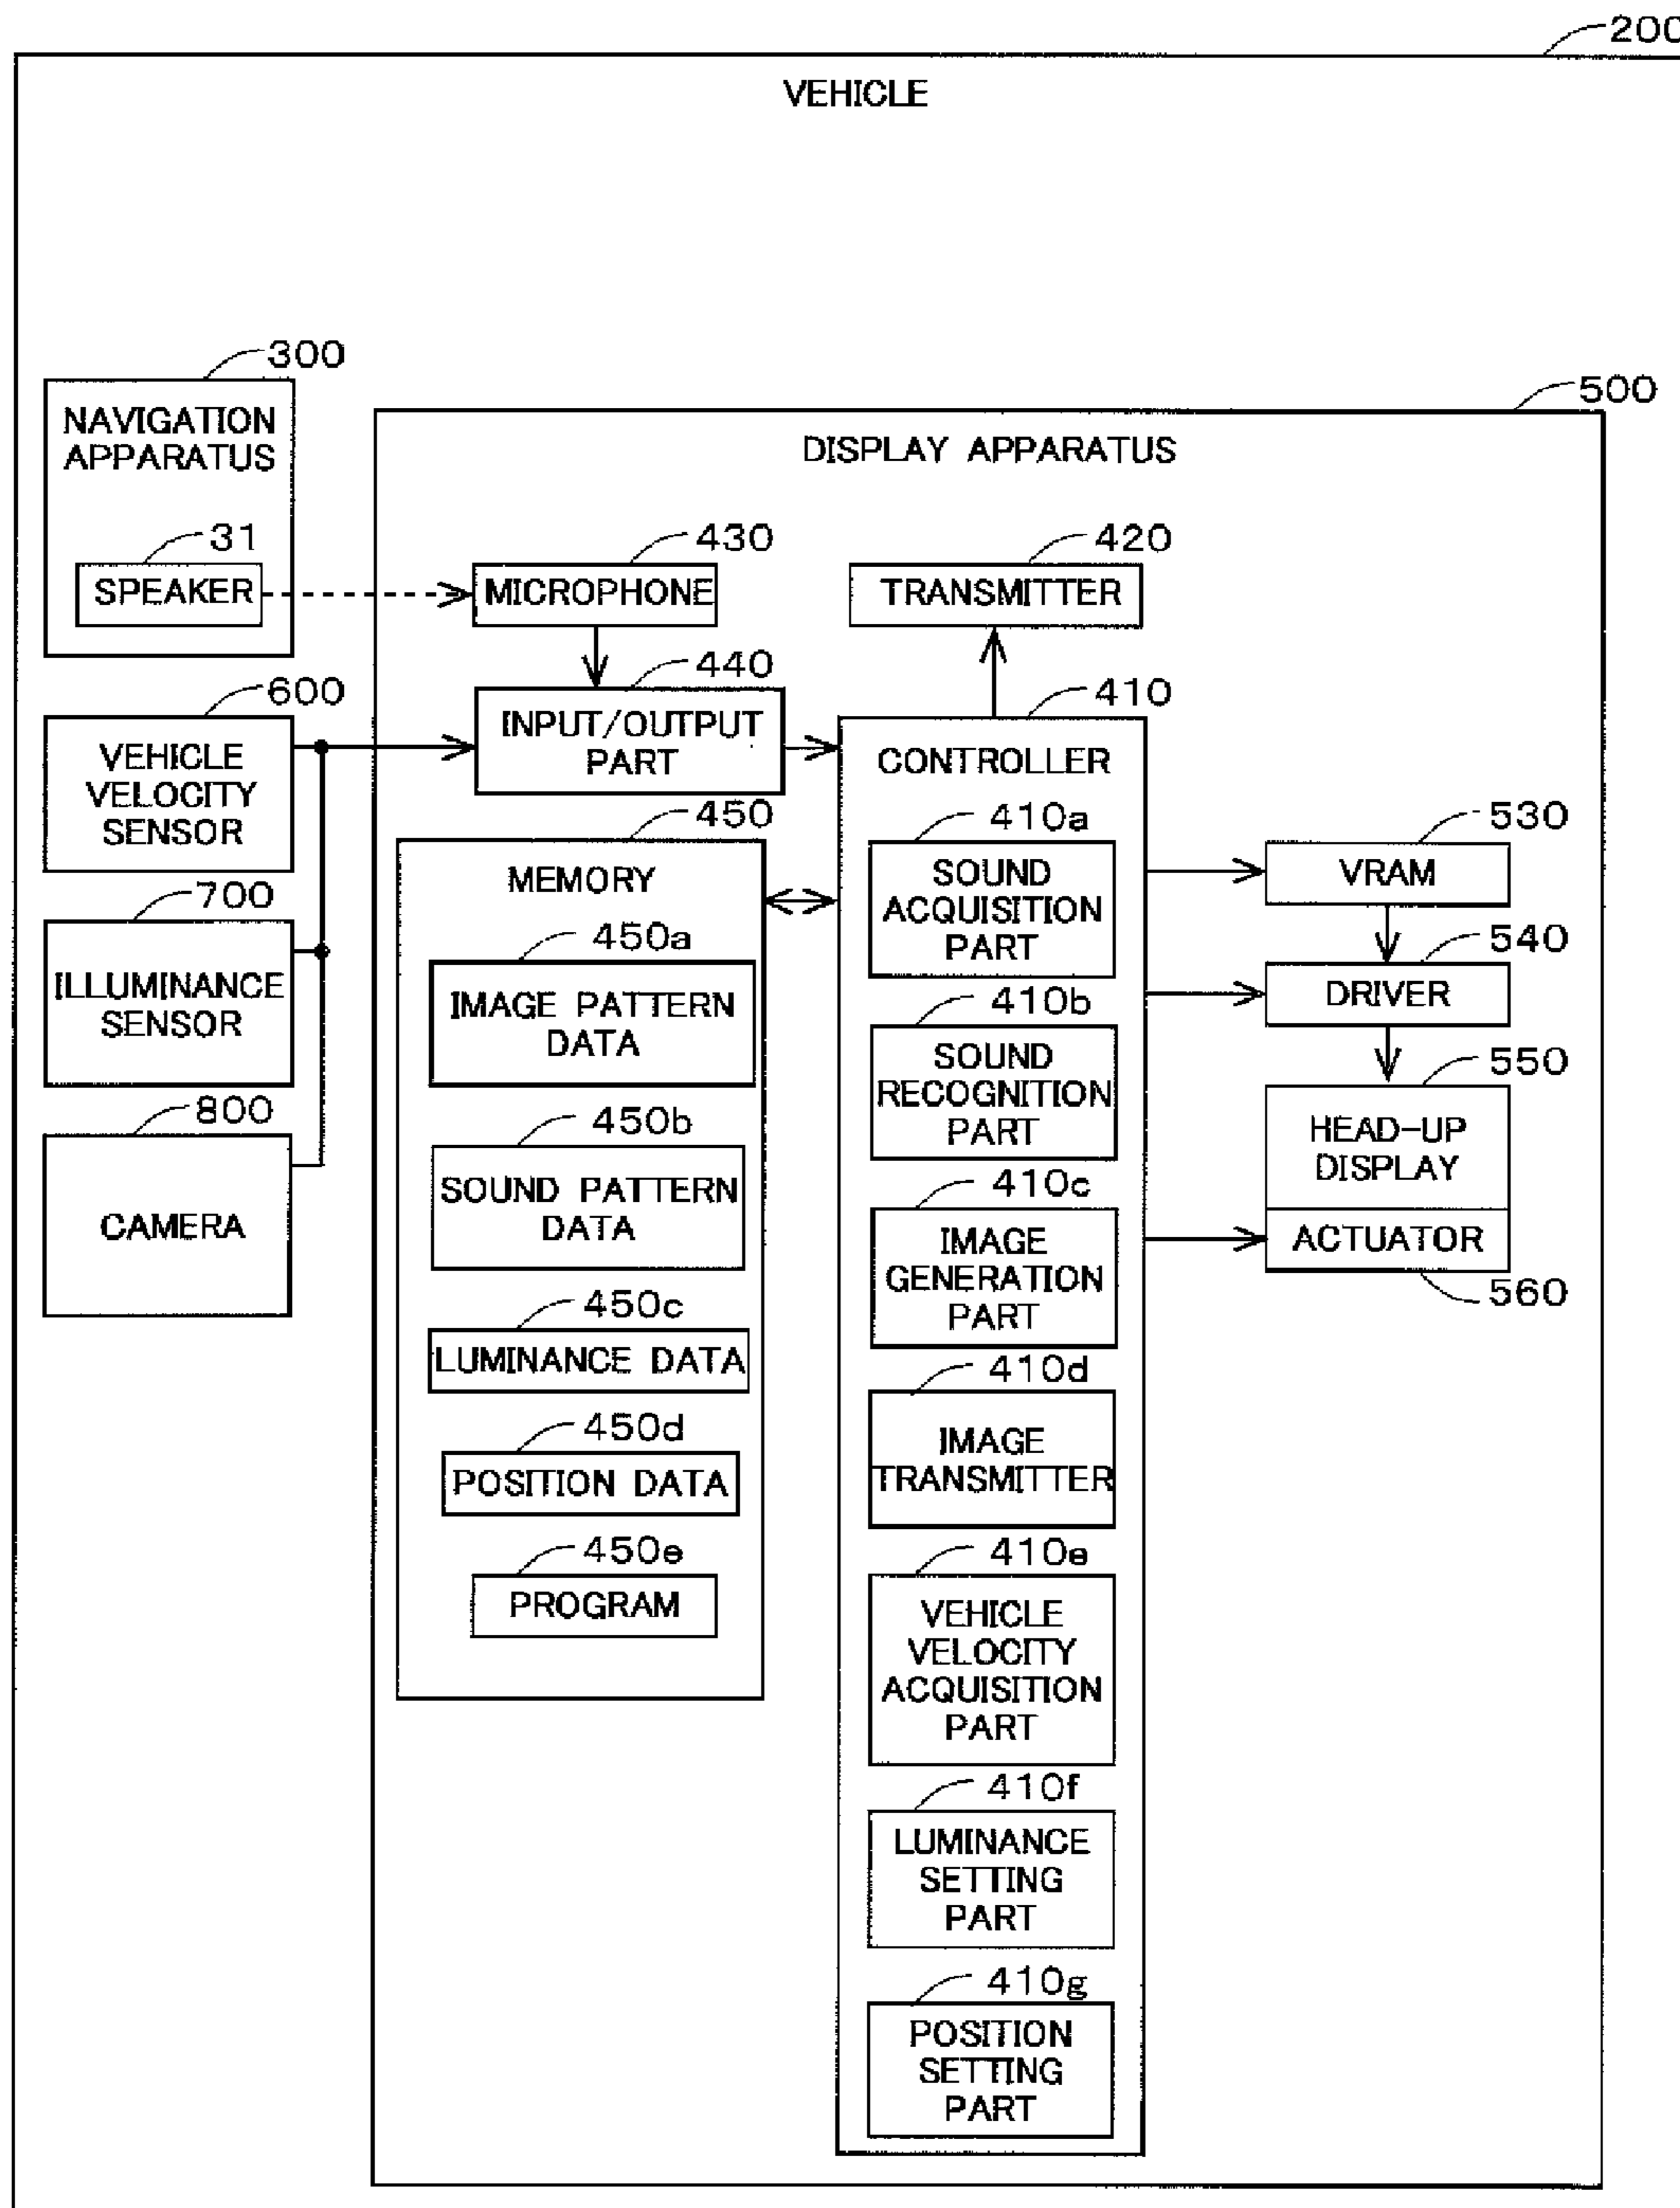 200
VEHICLE
300
NAVIGATION
APPARATUS
31
SPEAKER
600
VEHICLE
VELOCITY
SENSOR
700
ILLUMINANCE
SENSOR
800
CAMERA
500
DISPLAY APPARATUS
430
MICROPHONE
420
TRANSMITTER
440
INPUT/OUTPUT
PART
450
MEMORY
450a
IMAGE PATTERN
DATA
450b
SOUND PATTERN
DATA
450c
LUMINANCE DATA
450d
POSITION DATA
450e
PROGRAM
410
CONTROLLER
410a
SOUND
ACQUISITION
PART
410b
SOUND
RECOGNITION
PART
410c
IMAGE
GENERATION
PART
410d
IMAGE
TRANSMITTER
410e
VEHICLE
VELOCITY
ACQUISITION
PART
410f
LUMINANCE
SETTING
PART
410g
POSITION
SETTING
PART
530
VRAM
540
DRIVER
550
HEAD-UP
DISPLAY
ACTUATOR
560